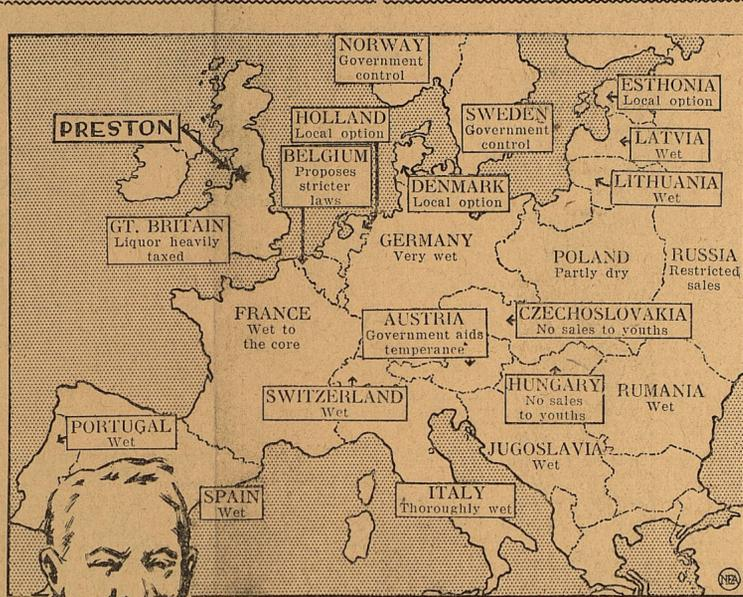 NORWAY
Government
control
ESTHONIA
Local option
HOLLAND
Local option
SWEDEN
Government
control
PRESTON
LATVIA
Wet
BELGIUM
Proposes
stricter
laws
DENMARK
Local option
LITHUANIA
Wet
GT. BRITAIN
Liquor heavily
taxed
GERMANY
Very wet
POLAND
Partly dry
RUSSIA
Restricted
sales
FRANCE
Wet to
the core
AUSTRIA
Government aids
temperance
CZECHOSLOVAKIA
No sales to youths
SWITZERLAND
Wet
HUNGARY
No sales
to youths
RUMANIA
Wet
PORTUGAL
Wet
JUGOSLAVIA
Wet
SPAIN
Wet
ITALY
Thoroughly wet
NEA